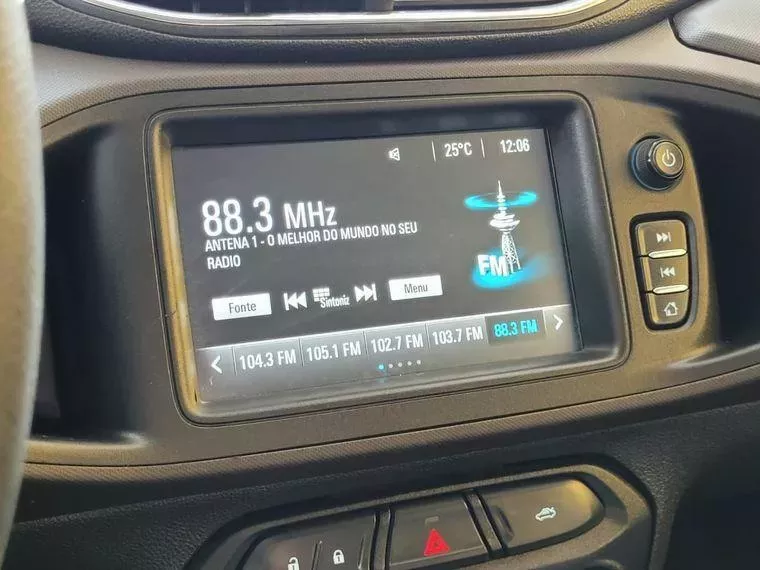 25°C 12:06
88.3 MHz
ANTENA 1 - O MELHOR DO MUNDO NO SEU
RADIO
FM
Fonte Sintoniz Menu
104.3 FM 105.1 FM 102.7 FM 103.7 FM 88.3 FM